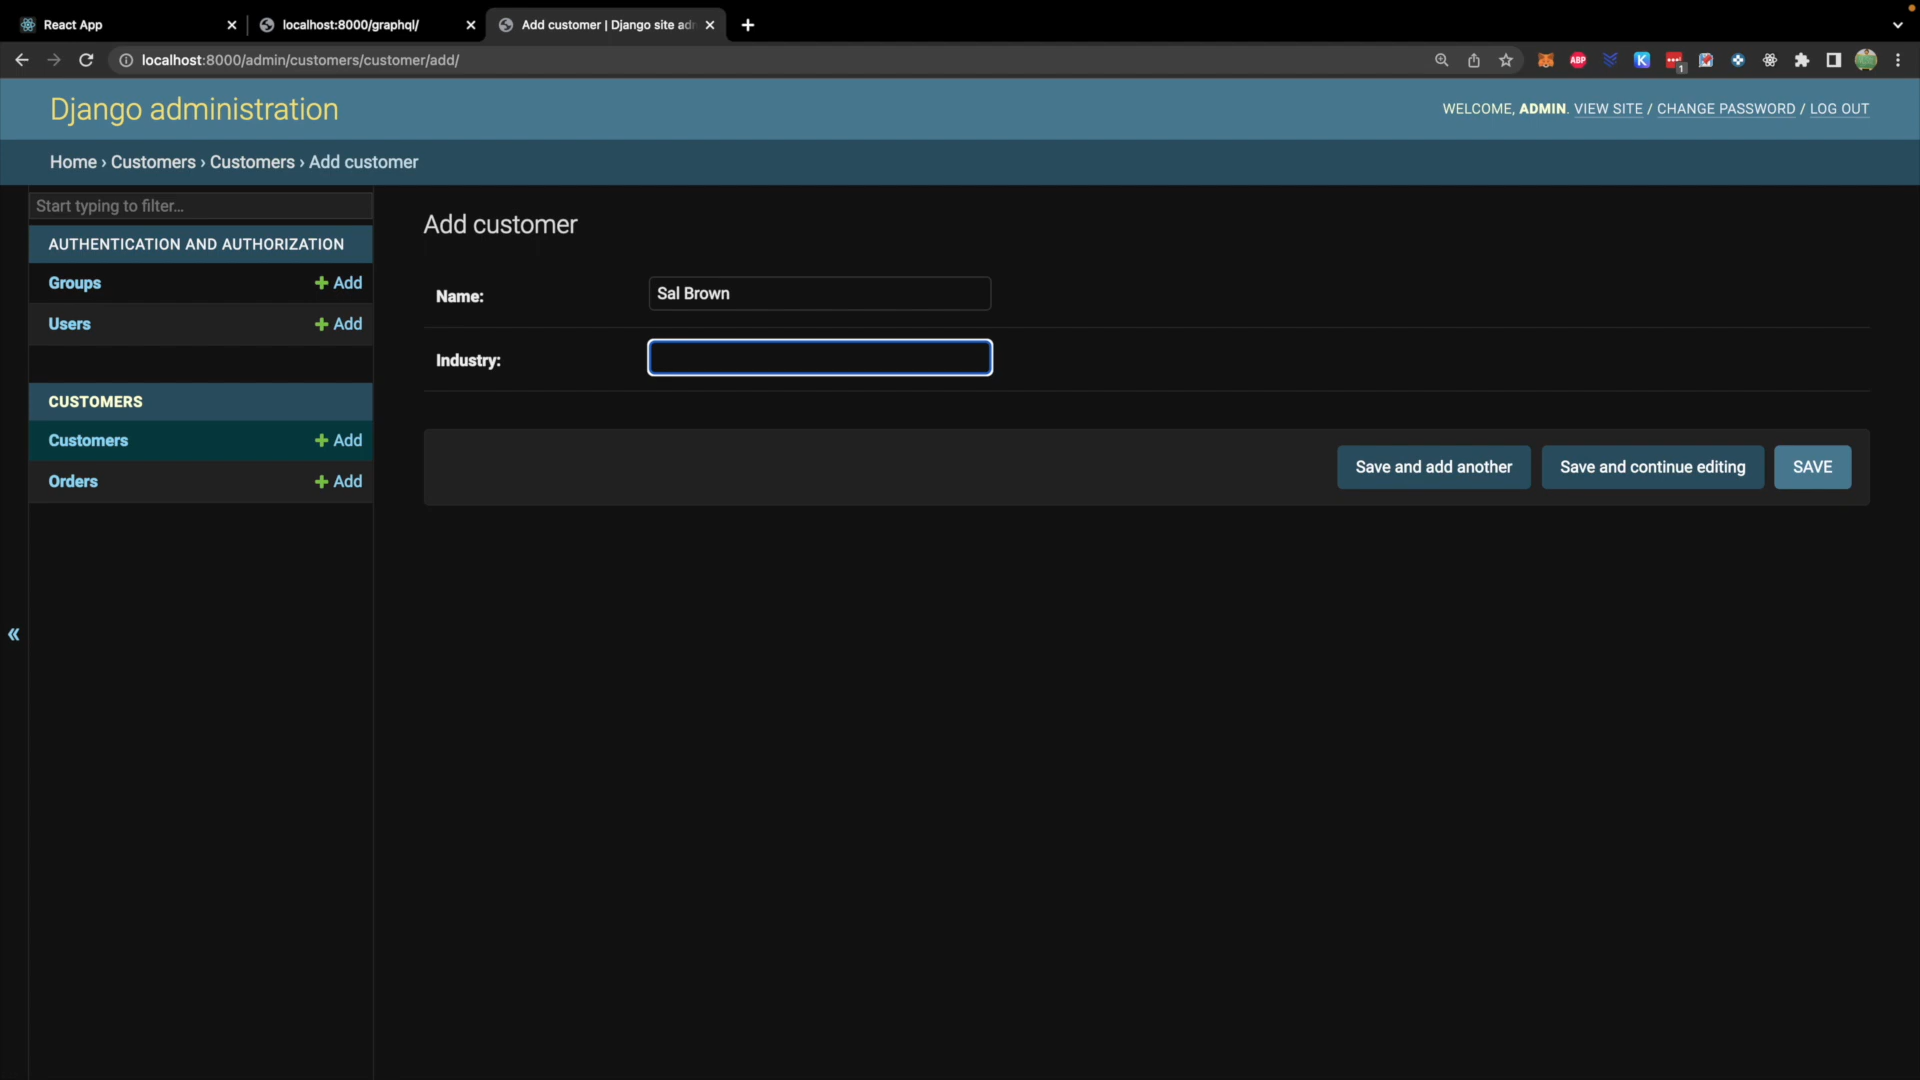 React App
localhost:8000/graphql/
Add customer | Django site adm
localhost:8000/admin/customers/customer/add/
ABP
K
1
Django administration
WELCOME, ADMIN. VIEW SITE / CHANGE PASSWORD / LOG OUT
Home › Customers › Customers › Add customer
Start typing to filter...
AUTHENTICATION AND AUTHORIZATION
Groups + Add
Users + Add
CUSTOMERS
Customers + Add
Orders + Add
«
Add customer
Name: Sal Brown
Industry:
Save and add another
Save and continue editing
SAVE